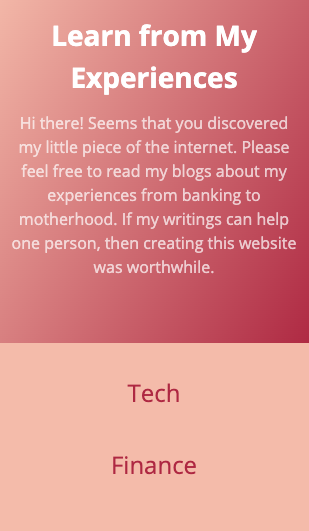 Learn from My
Experiences
Hi there! Seems that you discovered
my little piece of the internet. Please
feel free to read my blogs about my
experiences from banking to
motherhood. If my writings can help
one person, then creating this website
was worthwhile.
Tech
Finance